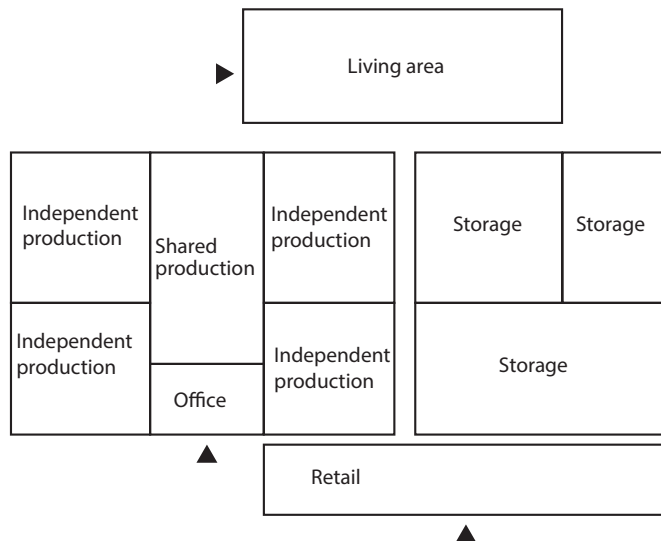 Living area
Independent
production
Shared
production
Independent
production
Storage
Storage
Independent
production
Office
Independent
production
Storage
Retail